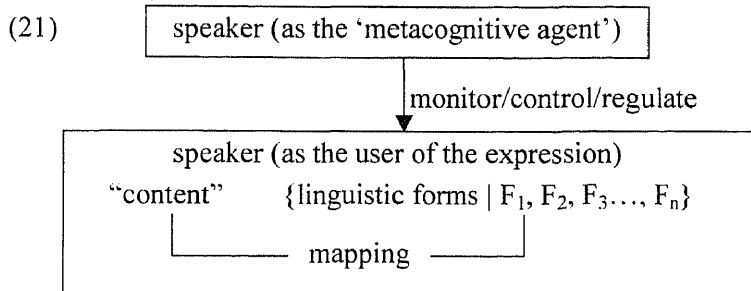 (21)
speaker (as the ‘metacognitive agent’)
monitor/control/regulate
speaker (as the user of the expression)
“content” {linguistic forms | F₁, F₂, F₃…, Fₙ}
mapping